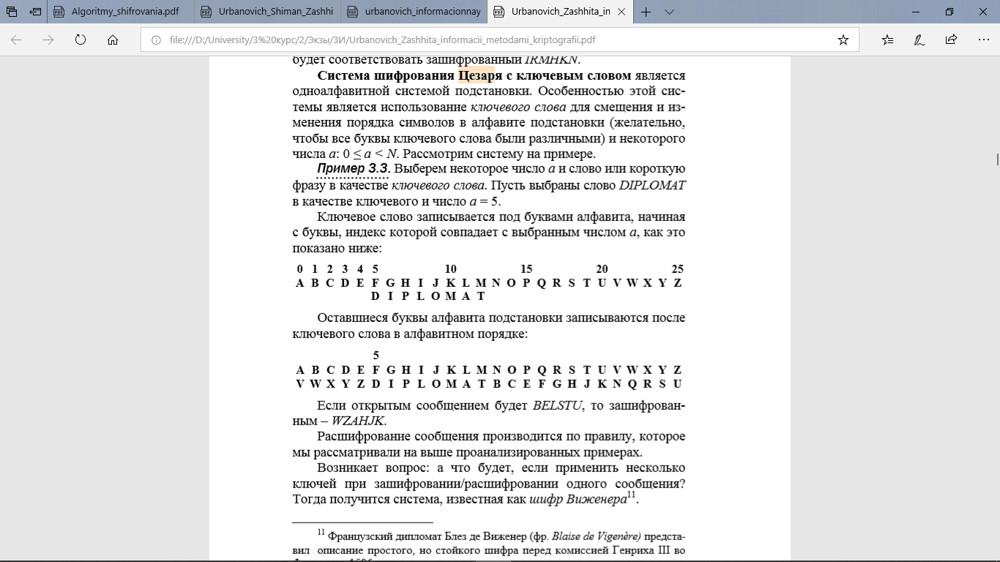 Algoritmy_shifrovania.pdf Urbanovich_Shiman_Zashhi urbanovich_informacionnay Urbanovich_Zashhita_in
file:///D:/University/3%20курс/2/Экзы/ЗИ/Urbanovich_Zashhita_informacii_metodami_kriptografii.pdf
будет соответствовать зашифрованный IRMHKN.
Система шифрования Цезаря с ключевым словом является
одноалфавитной системой подстановки. Особенностью этой сис-
темы является использование ключевого слова для смещения и из-
менения порядка символов в алфавите подстановки (желательно,
чтобы все буквы ключевого слова были различными) и некоторого
числа a: 0 ≤ a < N. Рассмотрим систему на примере.
Пример 3.3. Выберем некоторое число a и слово или короткую
фразу в качестве ключевого слова. Пусть выбраны слово DIPLOMAT
в качестве ключевого и число a = 5.
Ключевое слово записывается под буквами алфавита, начиная
с буквы, индекс которой совпадает с выбранным числом a, как это
показано ниже:
0 1 2 3 4 5 10 15 20 25
A B C D E F G H I J K L M N O P Q R S T U V W X Y Z
D I P L O M A T
Оставшиеся буквы алфавита подстановки записываются после
ключевого слова в алфавитном порядке:
5
A B C D E F G H I J K L M N O P Q R S T U V W X Y Z
V W X Y Z D I P L O M A T B C E F G H J K N Q R S U
Если открытым сообщением будет BELSTU, то зашифрован-
ным – WZAHJK.
Расшифрование сообщения производится по правилу, которое
мы рассматривали на выше проанализированных примерах.
Возникает вопрос: а что будет, если применить несколько
ключей при зашифровании/расшифровании одного сообщения?
Тогда получится система, известная как шифр Виженера11.
11 Французский дипломат Блез де Виженер (фр. Blaise de Vigenère) предста-
вил описание простого, но стойкого шифра перед комиссией Генриха III во